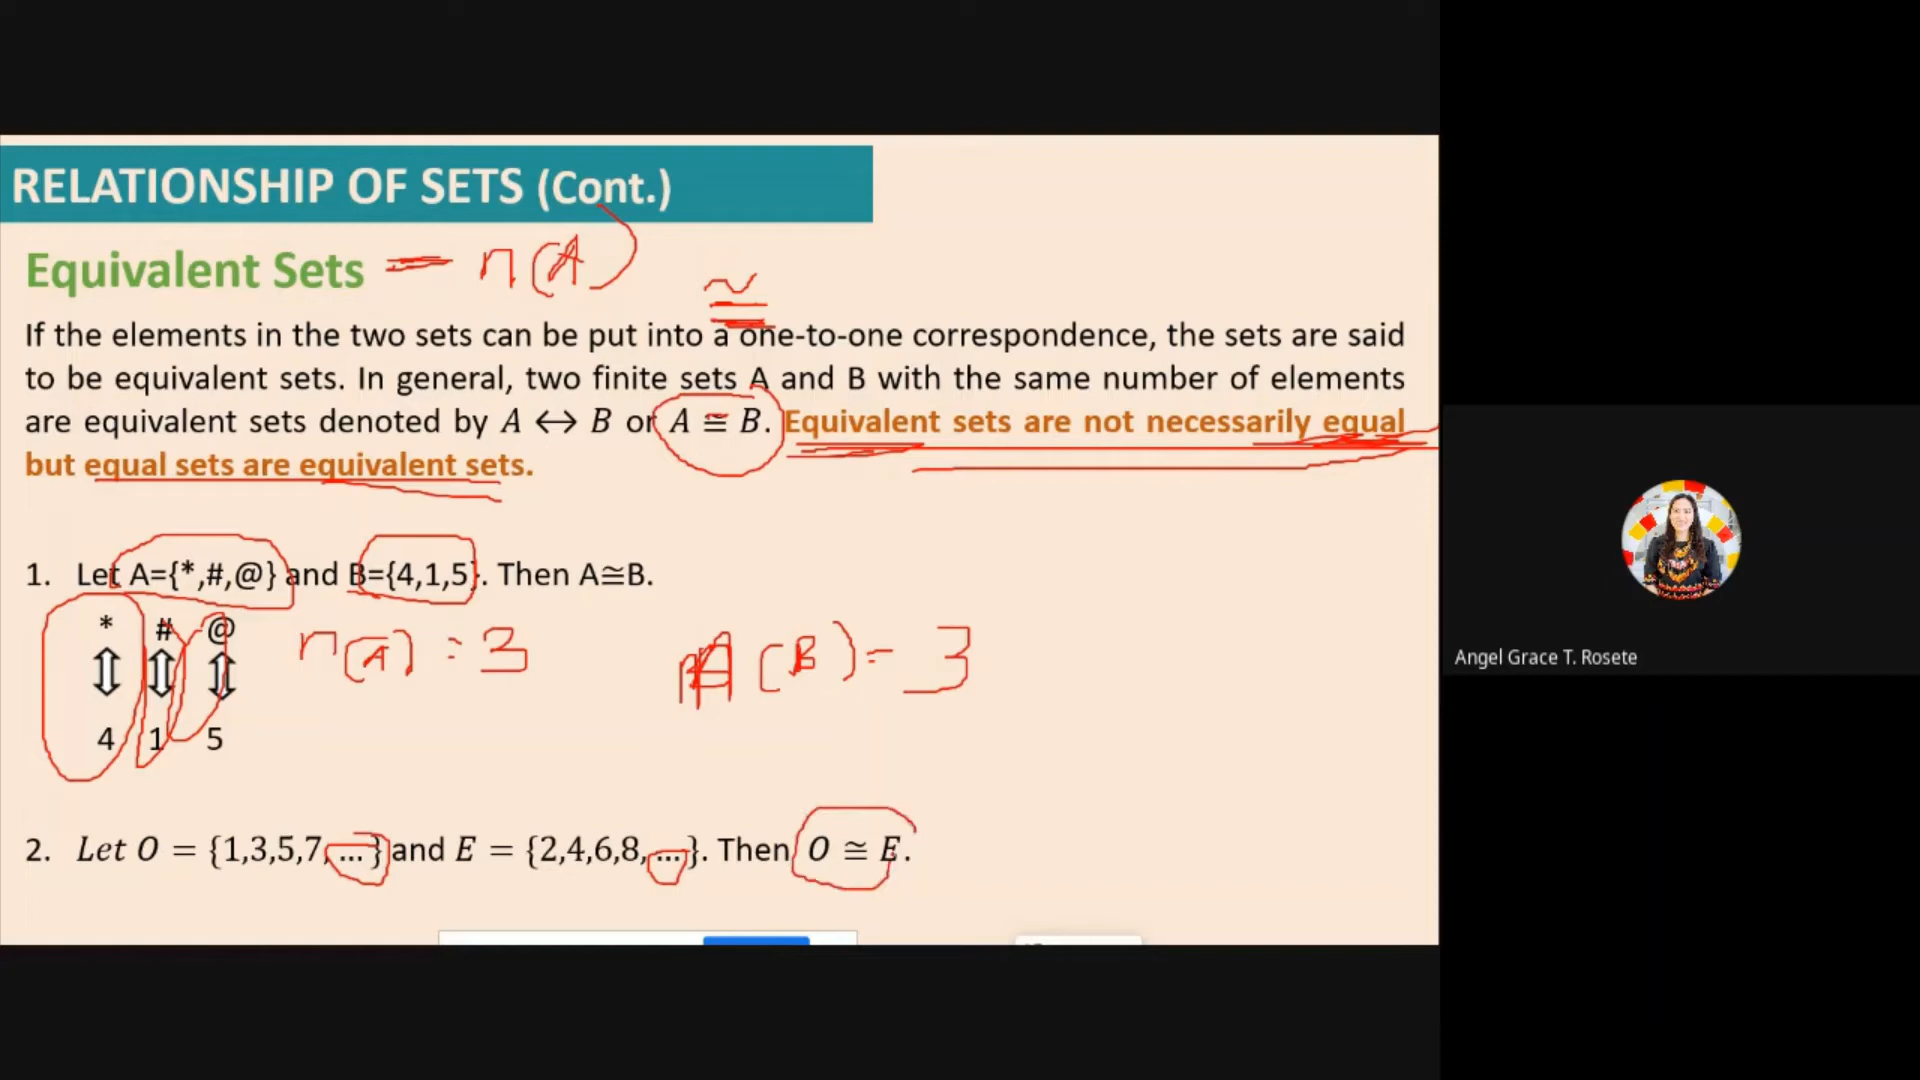 RELATIONSHIP OF SETS (Cont.)
Equivalent Sets = n(A)
≅
If the elements in the two sets can be put into a one-to-one correspondence, the sets are said
to be equivalent sets. In general, two finite sets A and B with the same number of elements
are equivalent sets denoted by A ↔ B or A ≅ B. Equivalent sets are not necessarily equal
but equal sets are equivalent sets.
1. Let A={*,#,@} and B={4,1,5}. Then A≅B.
* # @
n(A) = 3 (B) = 3
4 1 5
2. Let O = {1,3,5,7, ...} and E = {2,4,6,8, ...}. Then O ≅ E.
Angel Grace T. Rosete